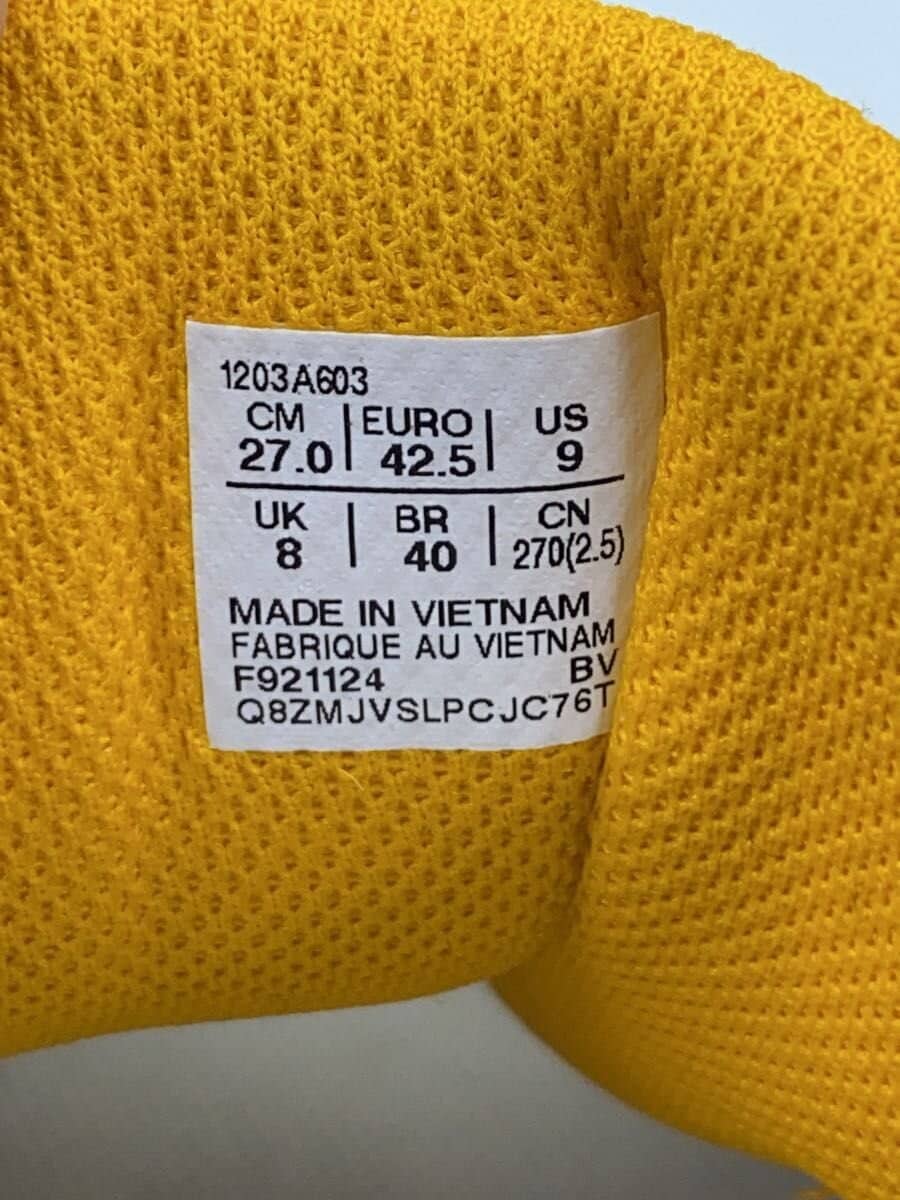 1203A603
CM | EURO | US
27.0 | 42.5 | 9
UK | BR | CN
8 | 40 | 270(2.5)
MADE IN VIETNAM
FABRIQUE AU VIETNAM
F921124 BV
Q8ZMJVSLPCJC76T